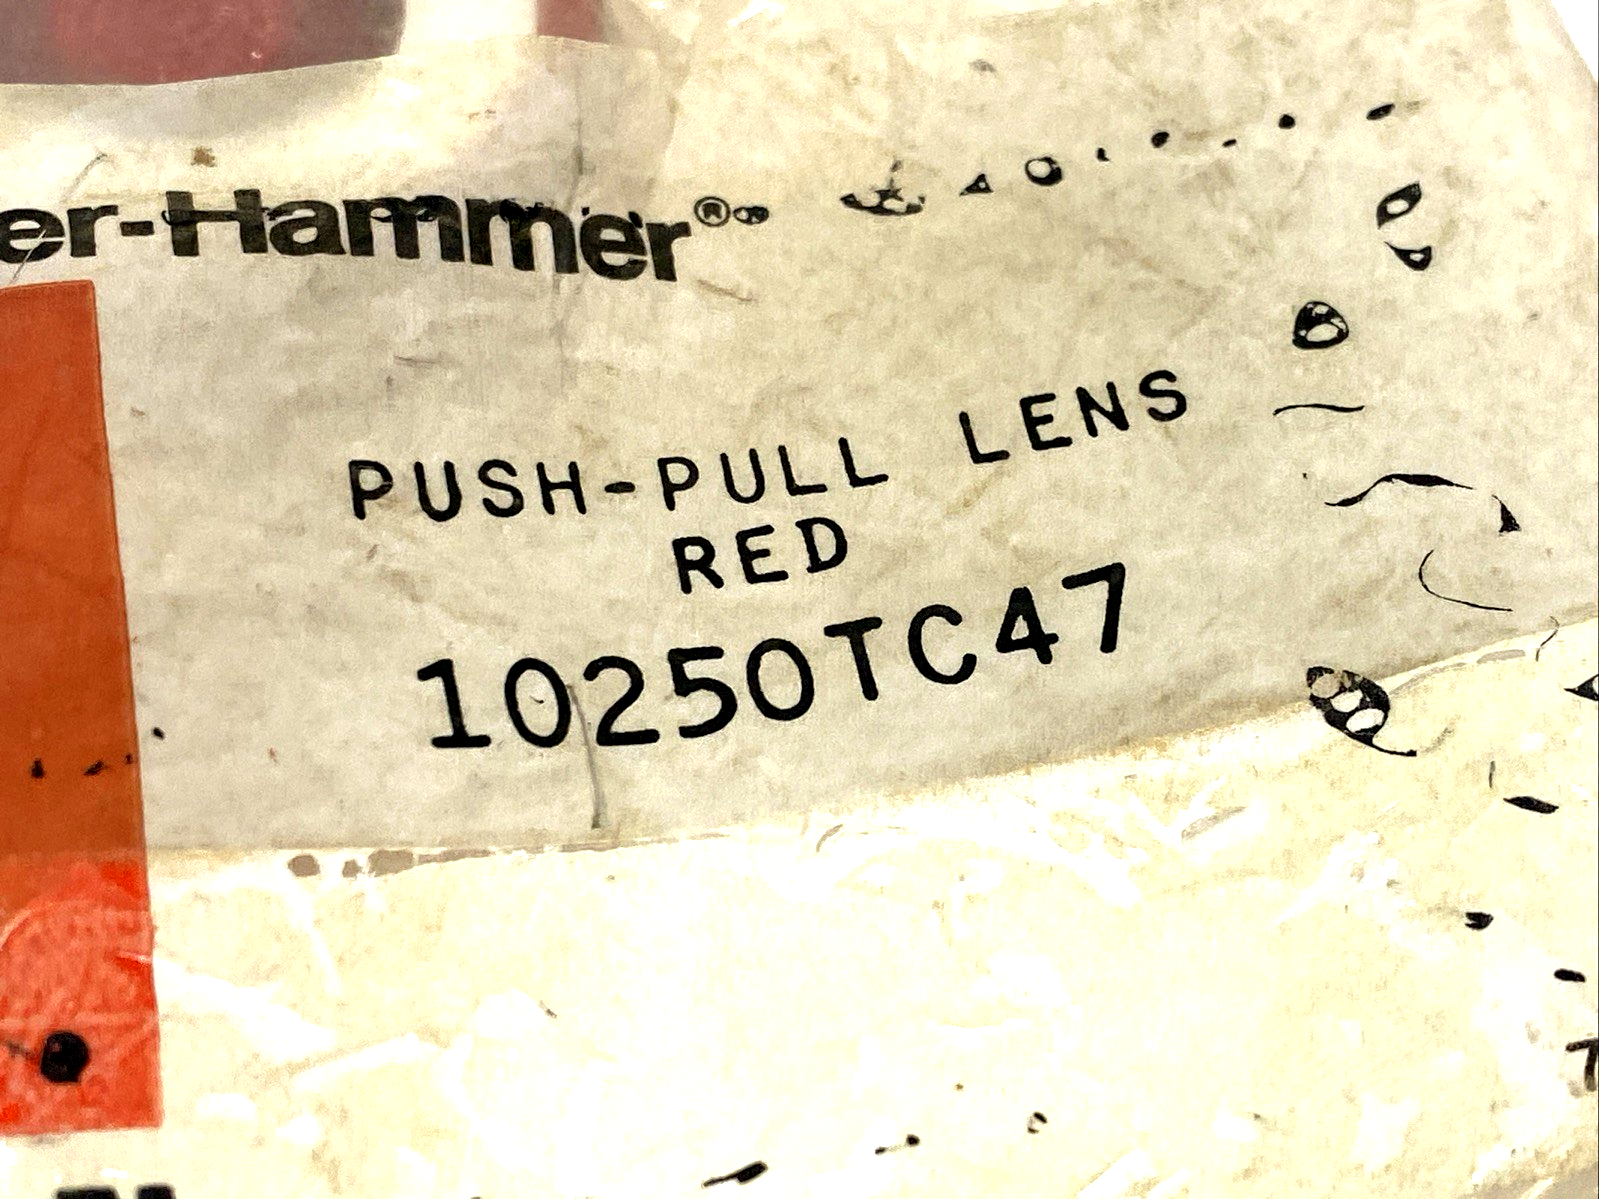 er-Hammer®
PUSH-PULL LENS
RED
10250TC47